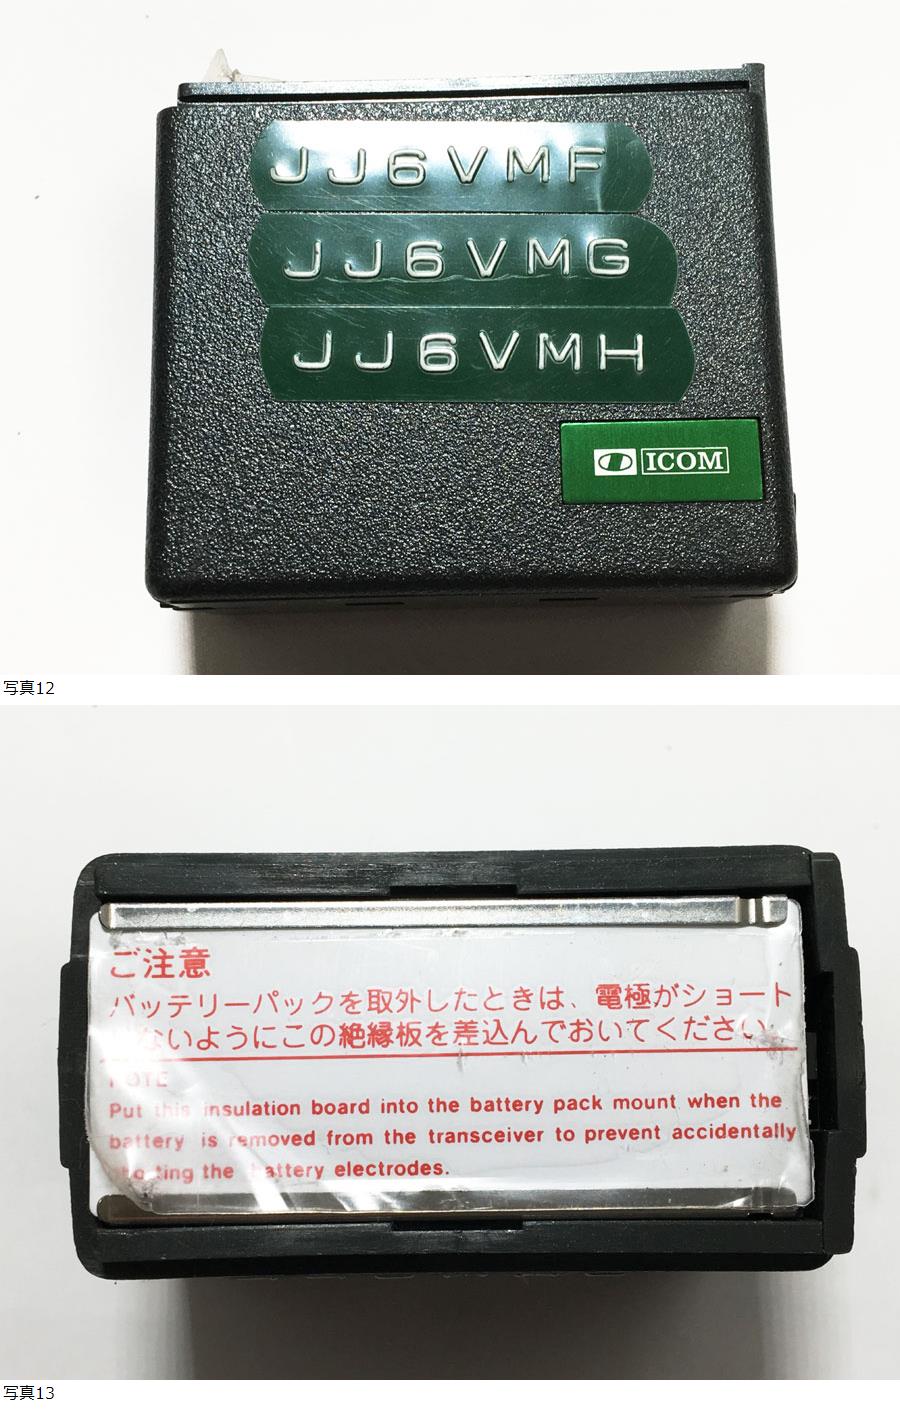 JJ6VMF
JJ6VMG
JJ6VMH
ICOM
写真12
ご注意
バッテリーパックを取外したときは、電極がショート
ないようにこの絶縁板を差込んでおいてください。
NOTE
Put this insulation board into the battery pack mount when the
battery is removed from the transceiver to prevent accidentally
the battery electrodes.
写真13